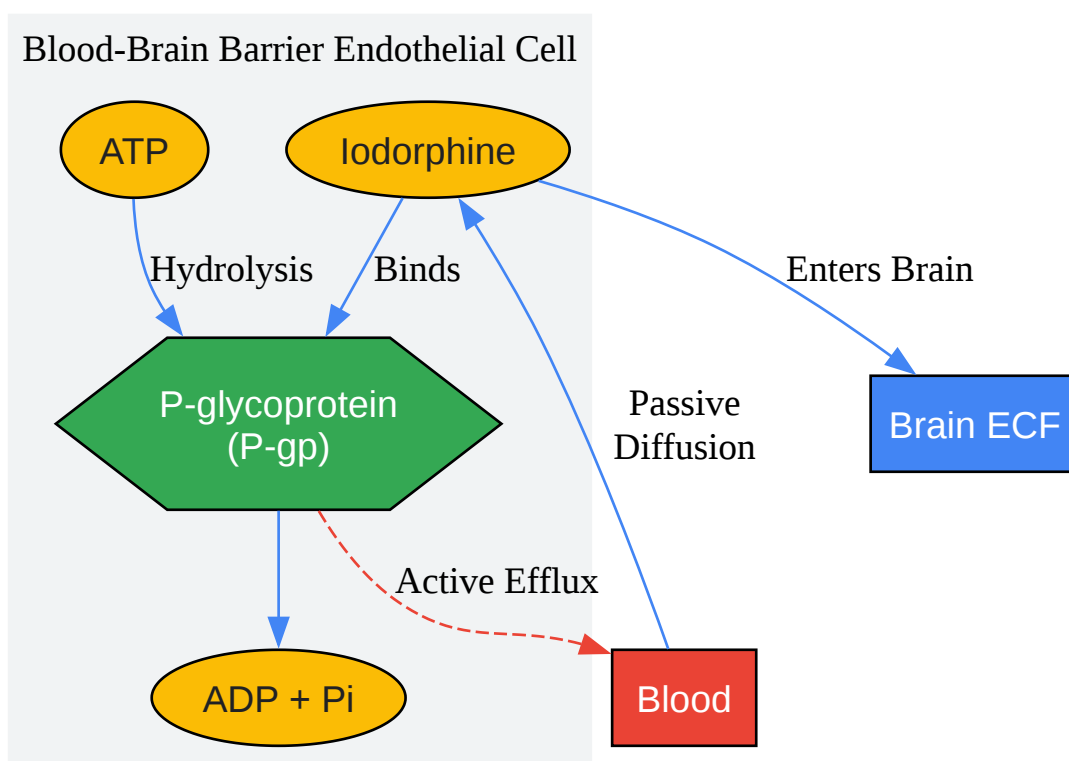 Blood-Brain Barrier Endothelial Cell
ATP
Iodorphine
Hydrolysis
Binds
Enters Brain
P-glycoprotein
(P-gp)
Passive
Diffusion
Brain ECF
Active Efflux
ADP + Pi
Blood